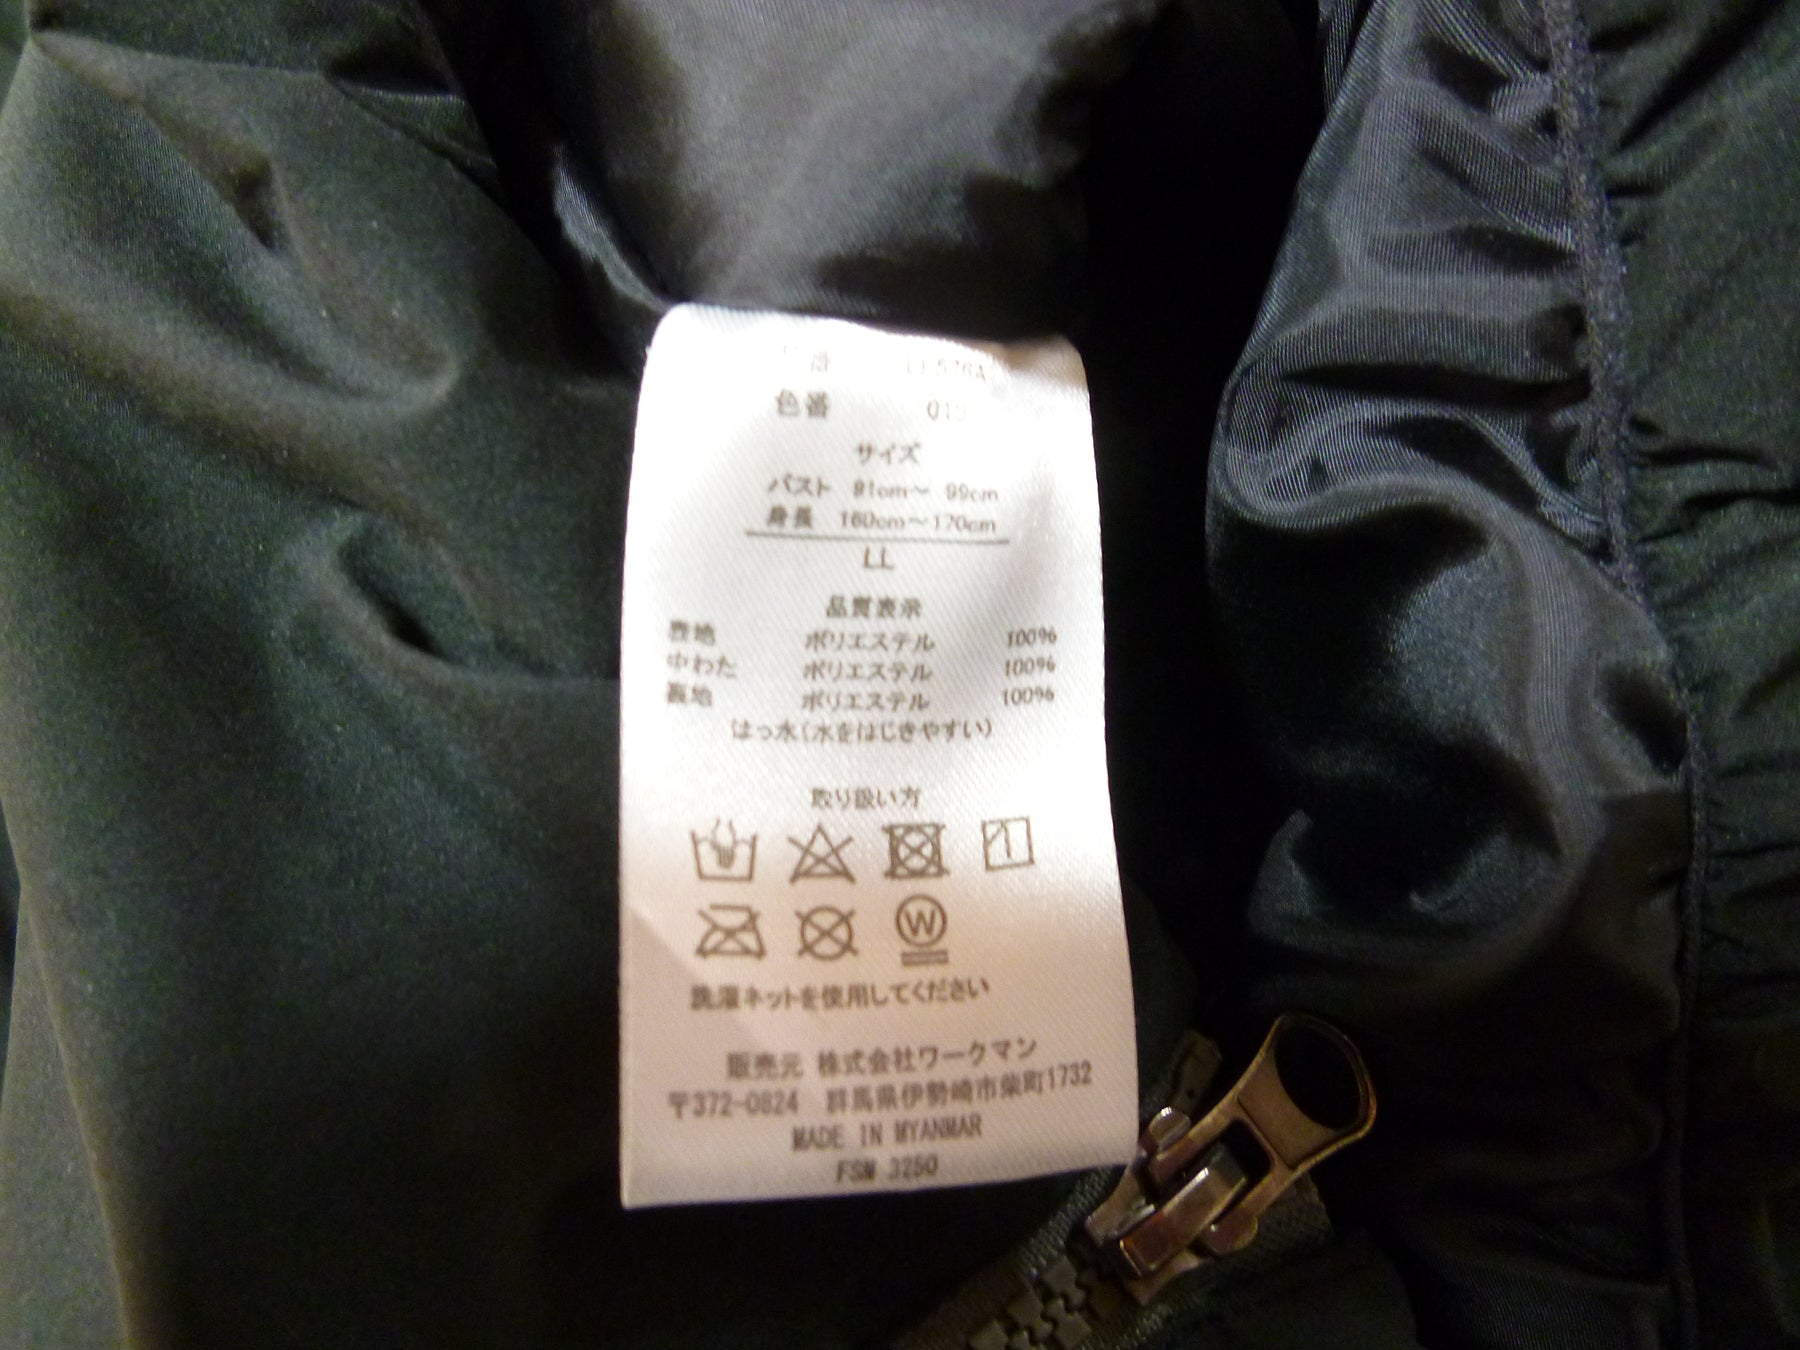 番
色番
サイズ
バスト 91cm～ 99cm
身長 160cm～170cm
LL
品質表示
表地 ポリエステル 100%
中わた ポリエステル 100%
裏地 ポリエステル 100%
はっ水(水をはじきやすい)
取り扱い方
W
洗濯ネットを使用してください
販売元 株式会社ワークマン
〒372-0824 群馬県伊勢崎市柴町1732
MADE IN MYANMAR
FSM 3250